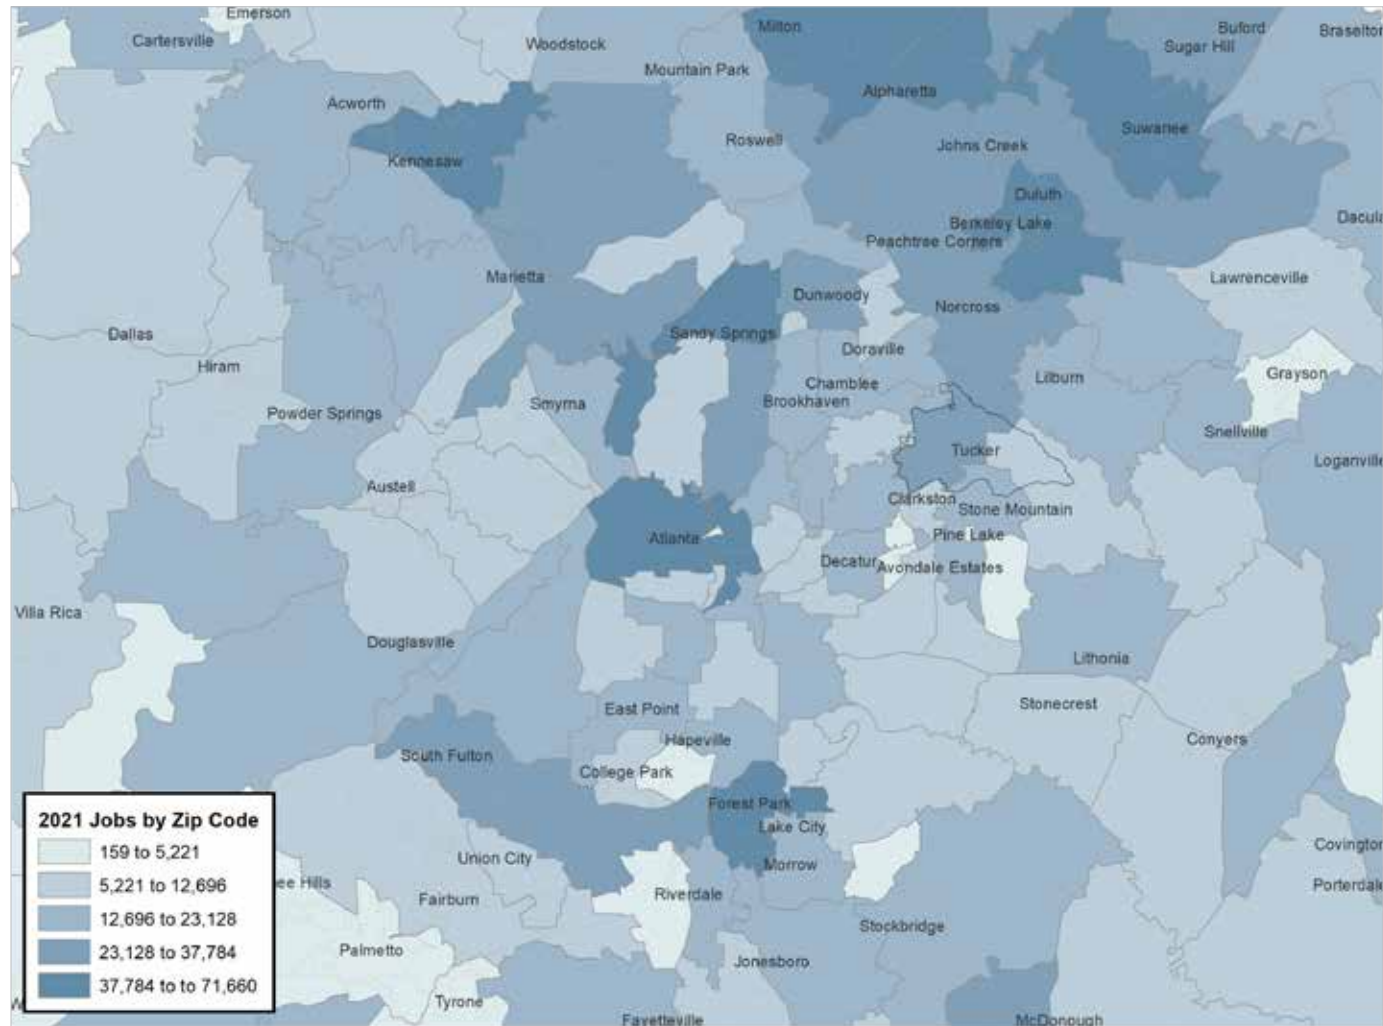 Emerson
Milton
Buford
Braselton
Cartersville
Woodstock
Sugar Hill
Mountain Park
Alpharetta
Acworth
Suwanee
Roswell
Johns Creek
Kennesaw
Duluth
Berkeley Lake
Dacula
Peachtree Corners
Marietta
Lawrenceville
Dunwoody
Norcross
Sandy Springs
Dallas
Doraville
Hiram
Grayson
Lilburn
Chamblee
Smyrna
Brookhaven
Powder Springs
Snellville
Tucker
Loganville
Austell
Clarkston
Stone Mountain
Atlanta
Pine Lake
Decatur
Avondale Estates
Villa Rica
Douglasville
Lithonia
Stonecrest
East Point
Hapeville
Conyers
South Fulton
College Park
Forest Park
Lake City
Covington
Union City
Morrow
ee Hills
Porterdale
Riverdale
Fairburn
Stockbridge
Palmetto
Jonesboro
Tyrone
Fayetteville
McDonough
2021 Jobs by Zip Code
159 to 5,221
5,221 to 12,696
12,696 to 23,128
23,128 to 37,784
37,784 to to 71,660